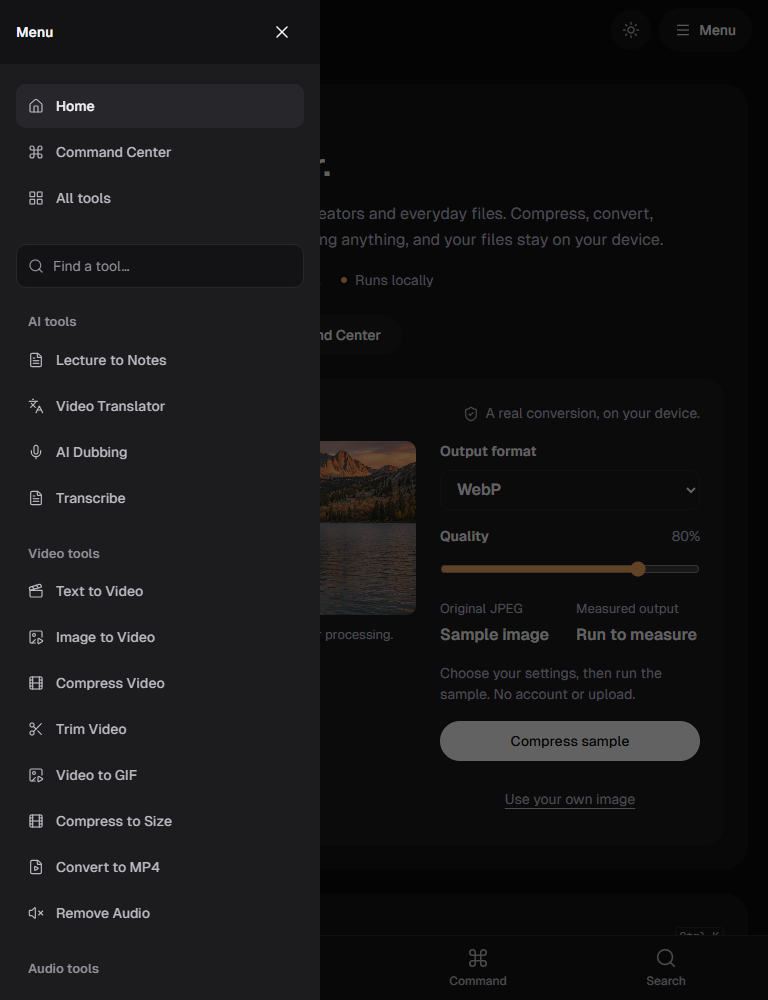 Menu
Home
Command Center
All tools
Find a tool...
AI tools
Lecture to Notes
Video Translator
AI Dubbing
Transcribe
Video tools
Text to Video
Image to Video
Compress Video
Trim Video
Video to GIF
Compress to Size
Convert to MP4
Remove Audio
Audio tools
Menu
r.
eators and everyday files. Compress, convert,
ng anything, and your files stay on your device.
Runs locally
nd Center
A real conversion, on your device.
Output format
WebP
Quality 80%
Original JPEG Measured output
Sample image Run to measure
processing.
Choose your settings, then run the
sample. No account or upload.
Compress sample
Use your own image
Command Search